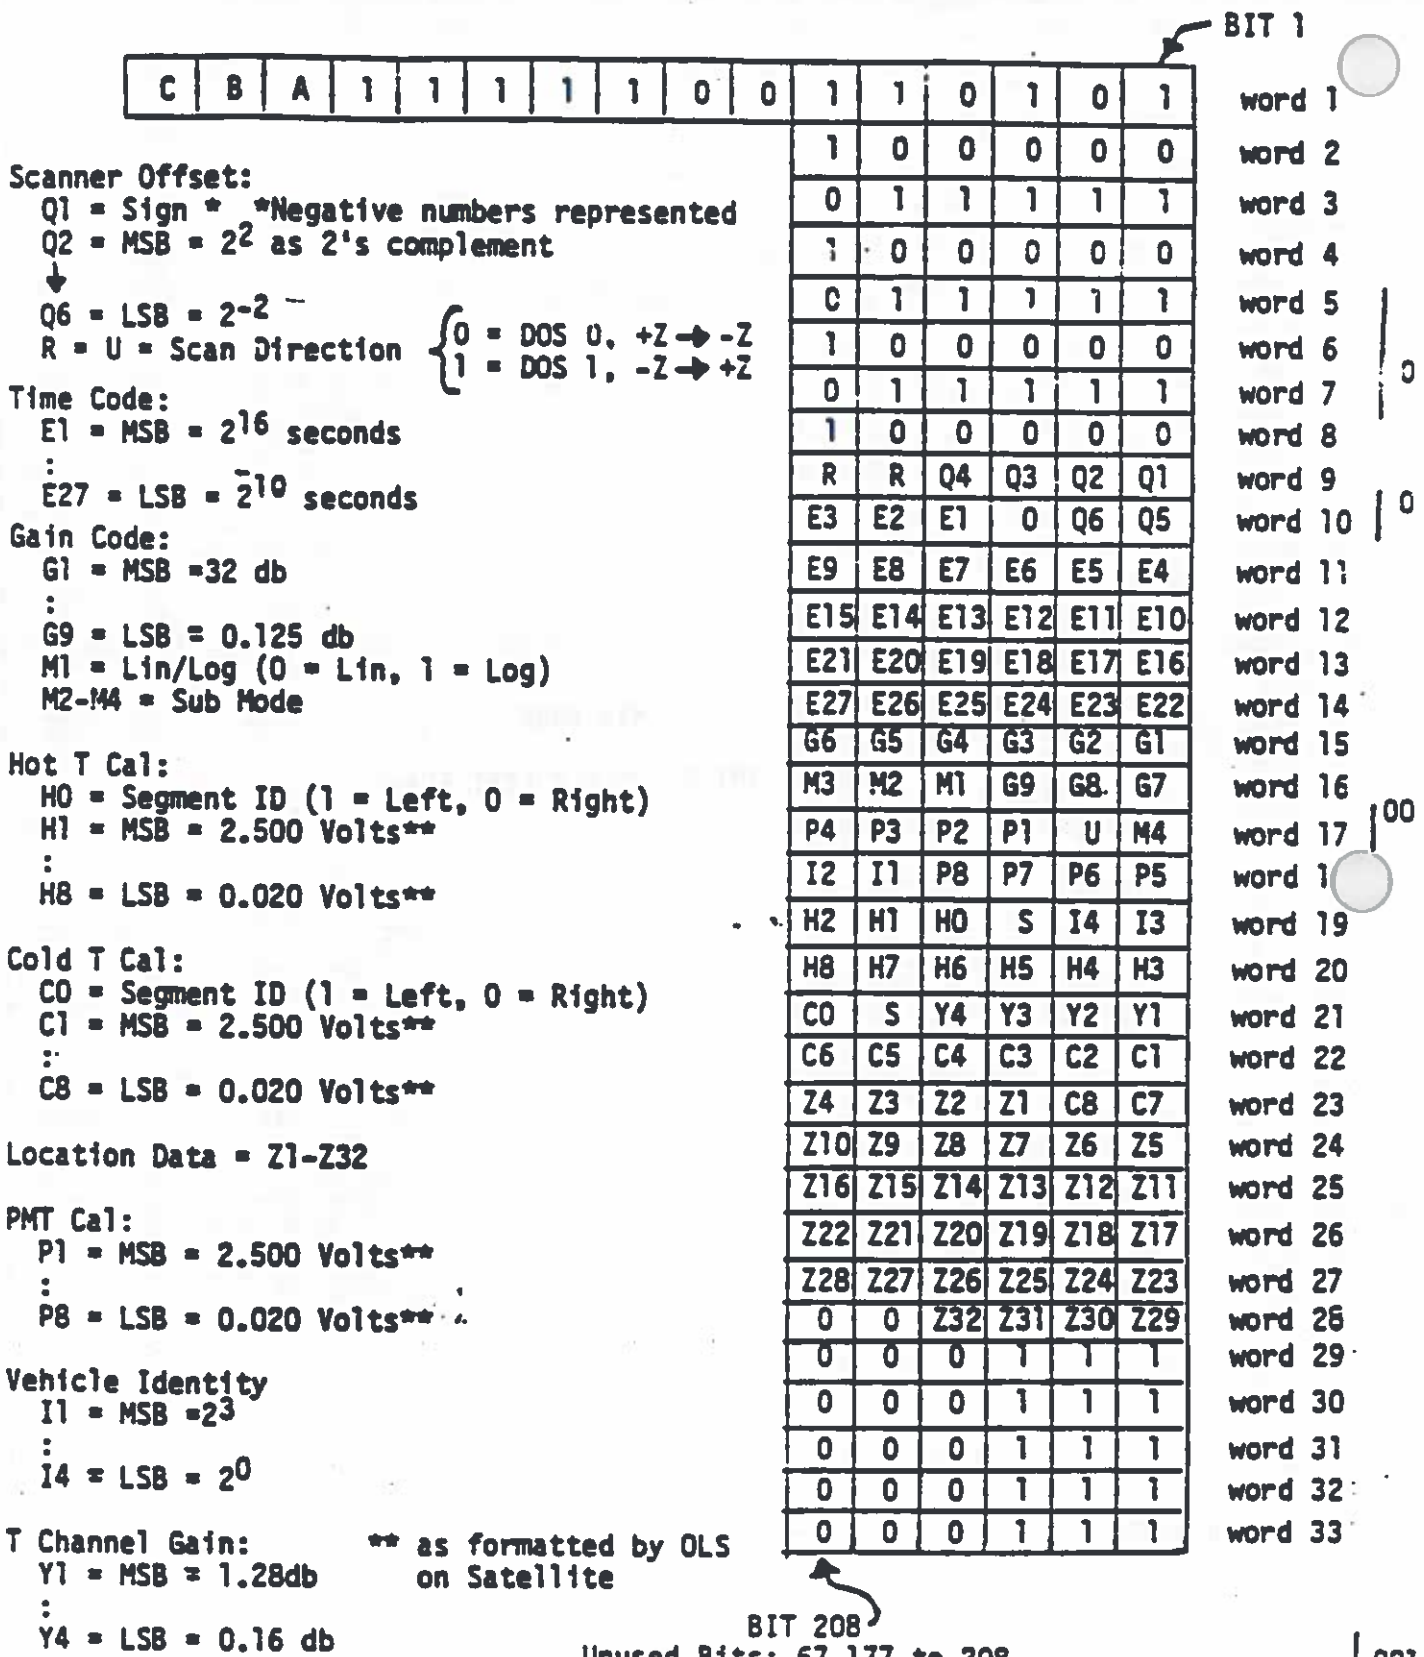 BIT 1
C B A 1 1 1 1 1 0 0 1 1 0 1 0 1 word 1
1 0 0 0 0 0 word 2
Scanner Offset:
Q1 = Sign * *Negative numbers represented
0 1 1 1 1 1 word 3
Q2 = MSB = 2² as 2's complement
1 0 0 0 0 0 word 4
Q6 = LSB = 2⁻²
C 1 1 1 1 1 word 5
R = U = Scan Direction { 0 = DOS 0, +Z → -Z
1 = DOS 1, -Z → +Z
1 0 0 0 0 0 word 6
0 1 1 1 1 1 word 7
Time Code:
E1 = MSB = 2¹⁶ seconds
1 0 0 0 0 0 word 8
:
R R Q4 Q3 Q2 Q1 word 9
E27 = LSB = 2⁻¹⁰ seconds
E3 E2 E1 0 Q6 Q5 word 10
Gain Code:
G1 = MSB =32 db
E9 E8 E7 E6 E5 E4 word 11
:
E15 E14 E13 E12 E11 E10 word 12
G9 = LSB = 0.125 db
M1 = Lin/Log (0 = Lin, 1 = Log)
E21 E20 E19 E18 E17 E16 word 13
M2-M4 = Sub Mode
E27 E26 E25 E24 E23 E22 word 14
G6 G5 G4 G3 G2 G1 word 15
Hot T Cal:
H0 = Segment ID (1 = Left, 0 = Right)
M3 M2 M1 G9 G8 G7 word 16
H1 = MSB = 2.500 Volts**
P4 P3 P2 P1 U M4 word 17
00
:
I2 I1 P8 P7 P6 P5 word 1
H8 = LSB = 0.020 Volts**
H2 H1 H0 S I4 I3 word 19
Cold T Cal:
H8 H7 H6 H5 H4 H3 word 20
C0 = Segment ID (1 = Left, 0 = Right)
C1 = MSB = 2.500 Volts**
C0 S Y4 Y3 Y2 Y1 word 21
:
C6 C5 C4 C3 C2 C1 word 22
C8 = LSB = 0.020 Volts**
Z4 Z3 Z2 Z1 C8 C7 word 23
Location Data = Z1-Z32
Z10 Z9 Z8 Z7 Z6 Z5 word 24
Z16 Z15 Z14 Z13 Z12 Z11 word 25
PMT Cal:
P1 = MSB = 2.500 Volts**
Z22 Z21 Z20 Z19 Z18 Z17 word 26
:
Z28 Z27 Z26 Z25 Z24 Z23 word 27
P8 = LSB = 0.020 Volts**
0 0 Z32 Z31 Z30 Z29 word 28
0 0 0 1 1 1 word 29
Vehicle Identity
I1 = MSB =2³
0 0 0 1 1 1 word 30
:
0 0 0 1 1 1 word 31
I4 = LSB = 2⁰
0 0 0 1 1 1 word 32
T Channel Gain: ** as formatted by OLS
0 0 0 1 1 1 word 33
Y1 = MSB = 1.28db on Satellite
:
BIT 208
Y4 = LSB = 0.16 db
Unused Bits: 67,177 to 208